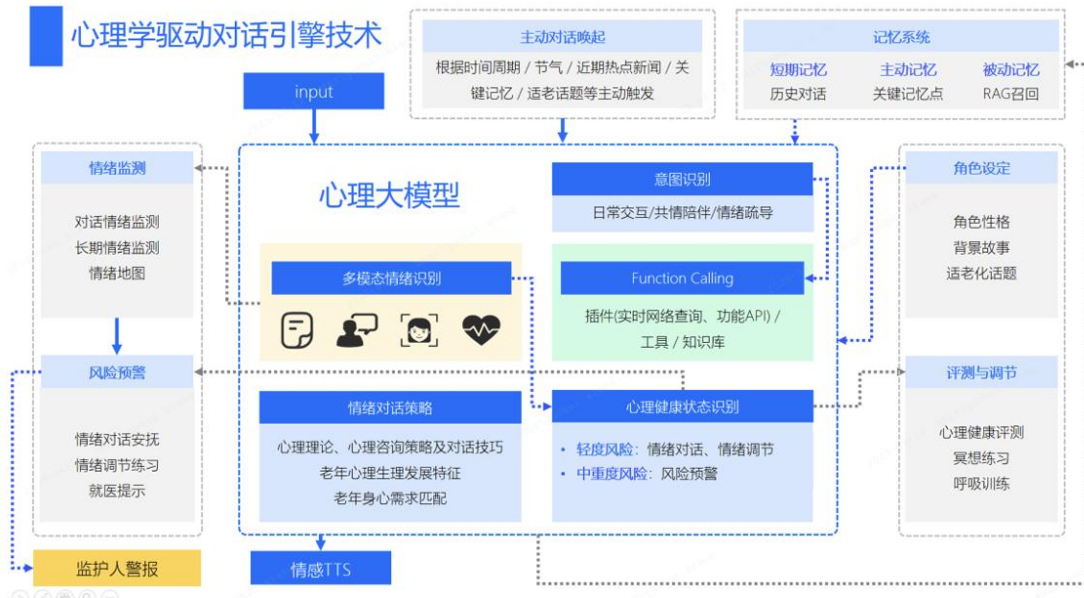 心理学驱动对话引擎技术
input
主动对话唤起
根据时间周期 / 节气 / 近期热点新闻 / 关
键记忆 / 适老话题等主动触发
记忆系统
短期记忆
历史对话
主动记忆
关键记忆点
被动记忆
RAG召回
情绪监测
对话情绪监测
长期情绪监测
情绪地图
风险预警
情绪对话安抚
情绪调节练习
就医提示
监护人警报
心理大模型
多模态情绪识别
情绪对话策略
心理理论、心理咨询策略及对话技巧
老年心理生理发展特征
老年身心需求匹配
意图识别
日常交互/共情陪伴/情绪疏导
Function Calling
插件(实时网络查询、功能API) /
工具 / 知识库
心理健康状态识别
• 轻度风险：情绪对话、情绪调节
• 中重度风险：风险预警
角色设定
角色性格
背景故事
适老化话题
评测与调节
心理健康评测
冥想练习
呼吸训练
情感TTS